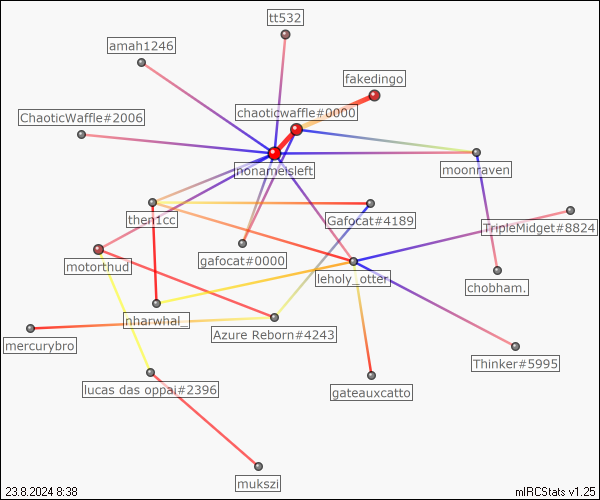 tt532
amah1246
fakedingo
chaoticwaffle#0000
ChaoticWaffle#2006
nonameisleft
moonraven
then1cc
Gafocat#4189
TripleMidget#8824
gafocat#0000
motorthud
leholy_otter
chobham.
nharwhal_
Azure Reborn#4243
mercurybro
Thinker#5995
lucas das oppai#2396
gateauxcatto
mukszi
23.8.2024 8:38
mIRCStats v1.25